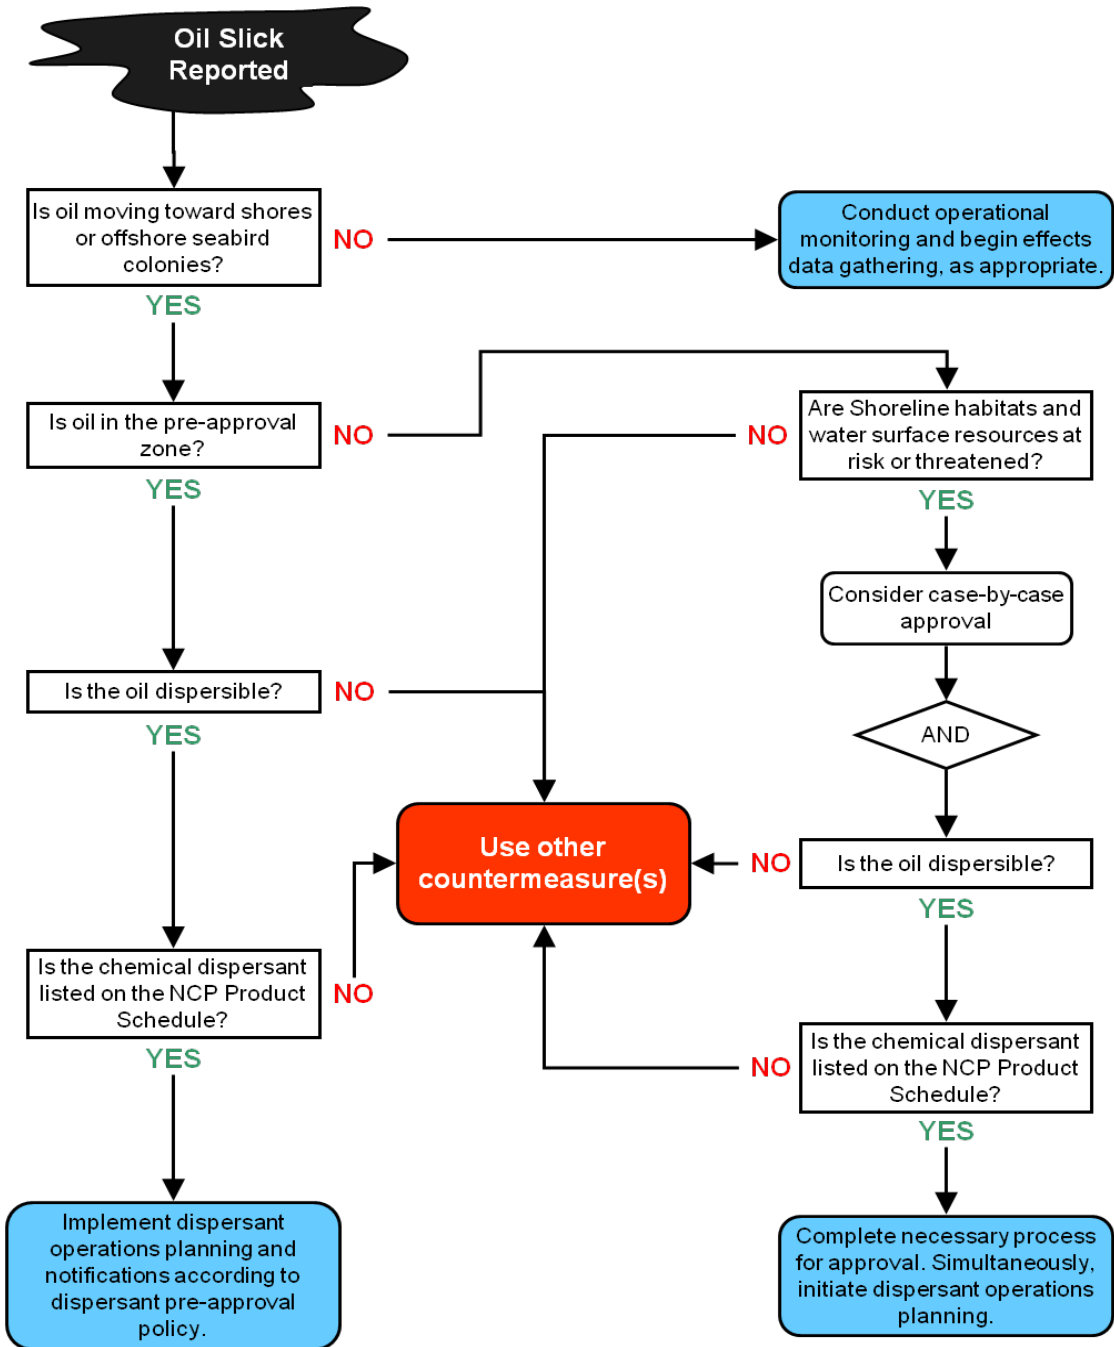 Oil Slick
Reported
Is oil moving toward shores
or offshore seabird
colonies?
NO
Conduct operational
monitoring and begin effects
data gathering, as appropriate.
YES
Is oil in the pre-approval
zone?
NO
NO
Are Shoreline habitats and
water surface resources at
risk or threatened?
YES
YES
Consider case-by-case
approval
Is the oil dispersible?
NO
AND
YES
Use other
countermeasure(s)
NO
Is the oil dispersible?
YES
Is the chemical dispersant
listed on the NCP Product
Schedule?
NO
Is the chemical dispersant
listed on the NCP Product
Schedule?
NO
YES
YES
Implement dispersant
operations planning and
notifications according to
dispersant pre-approval
policy.
Complete necessary process
for approval. Simultaneously,
initiate dispersant operations
planning.